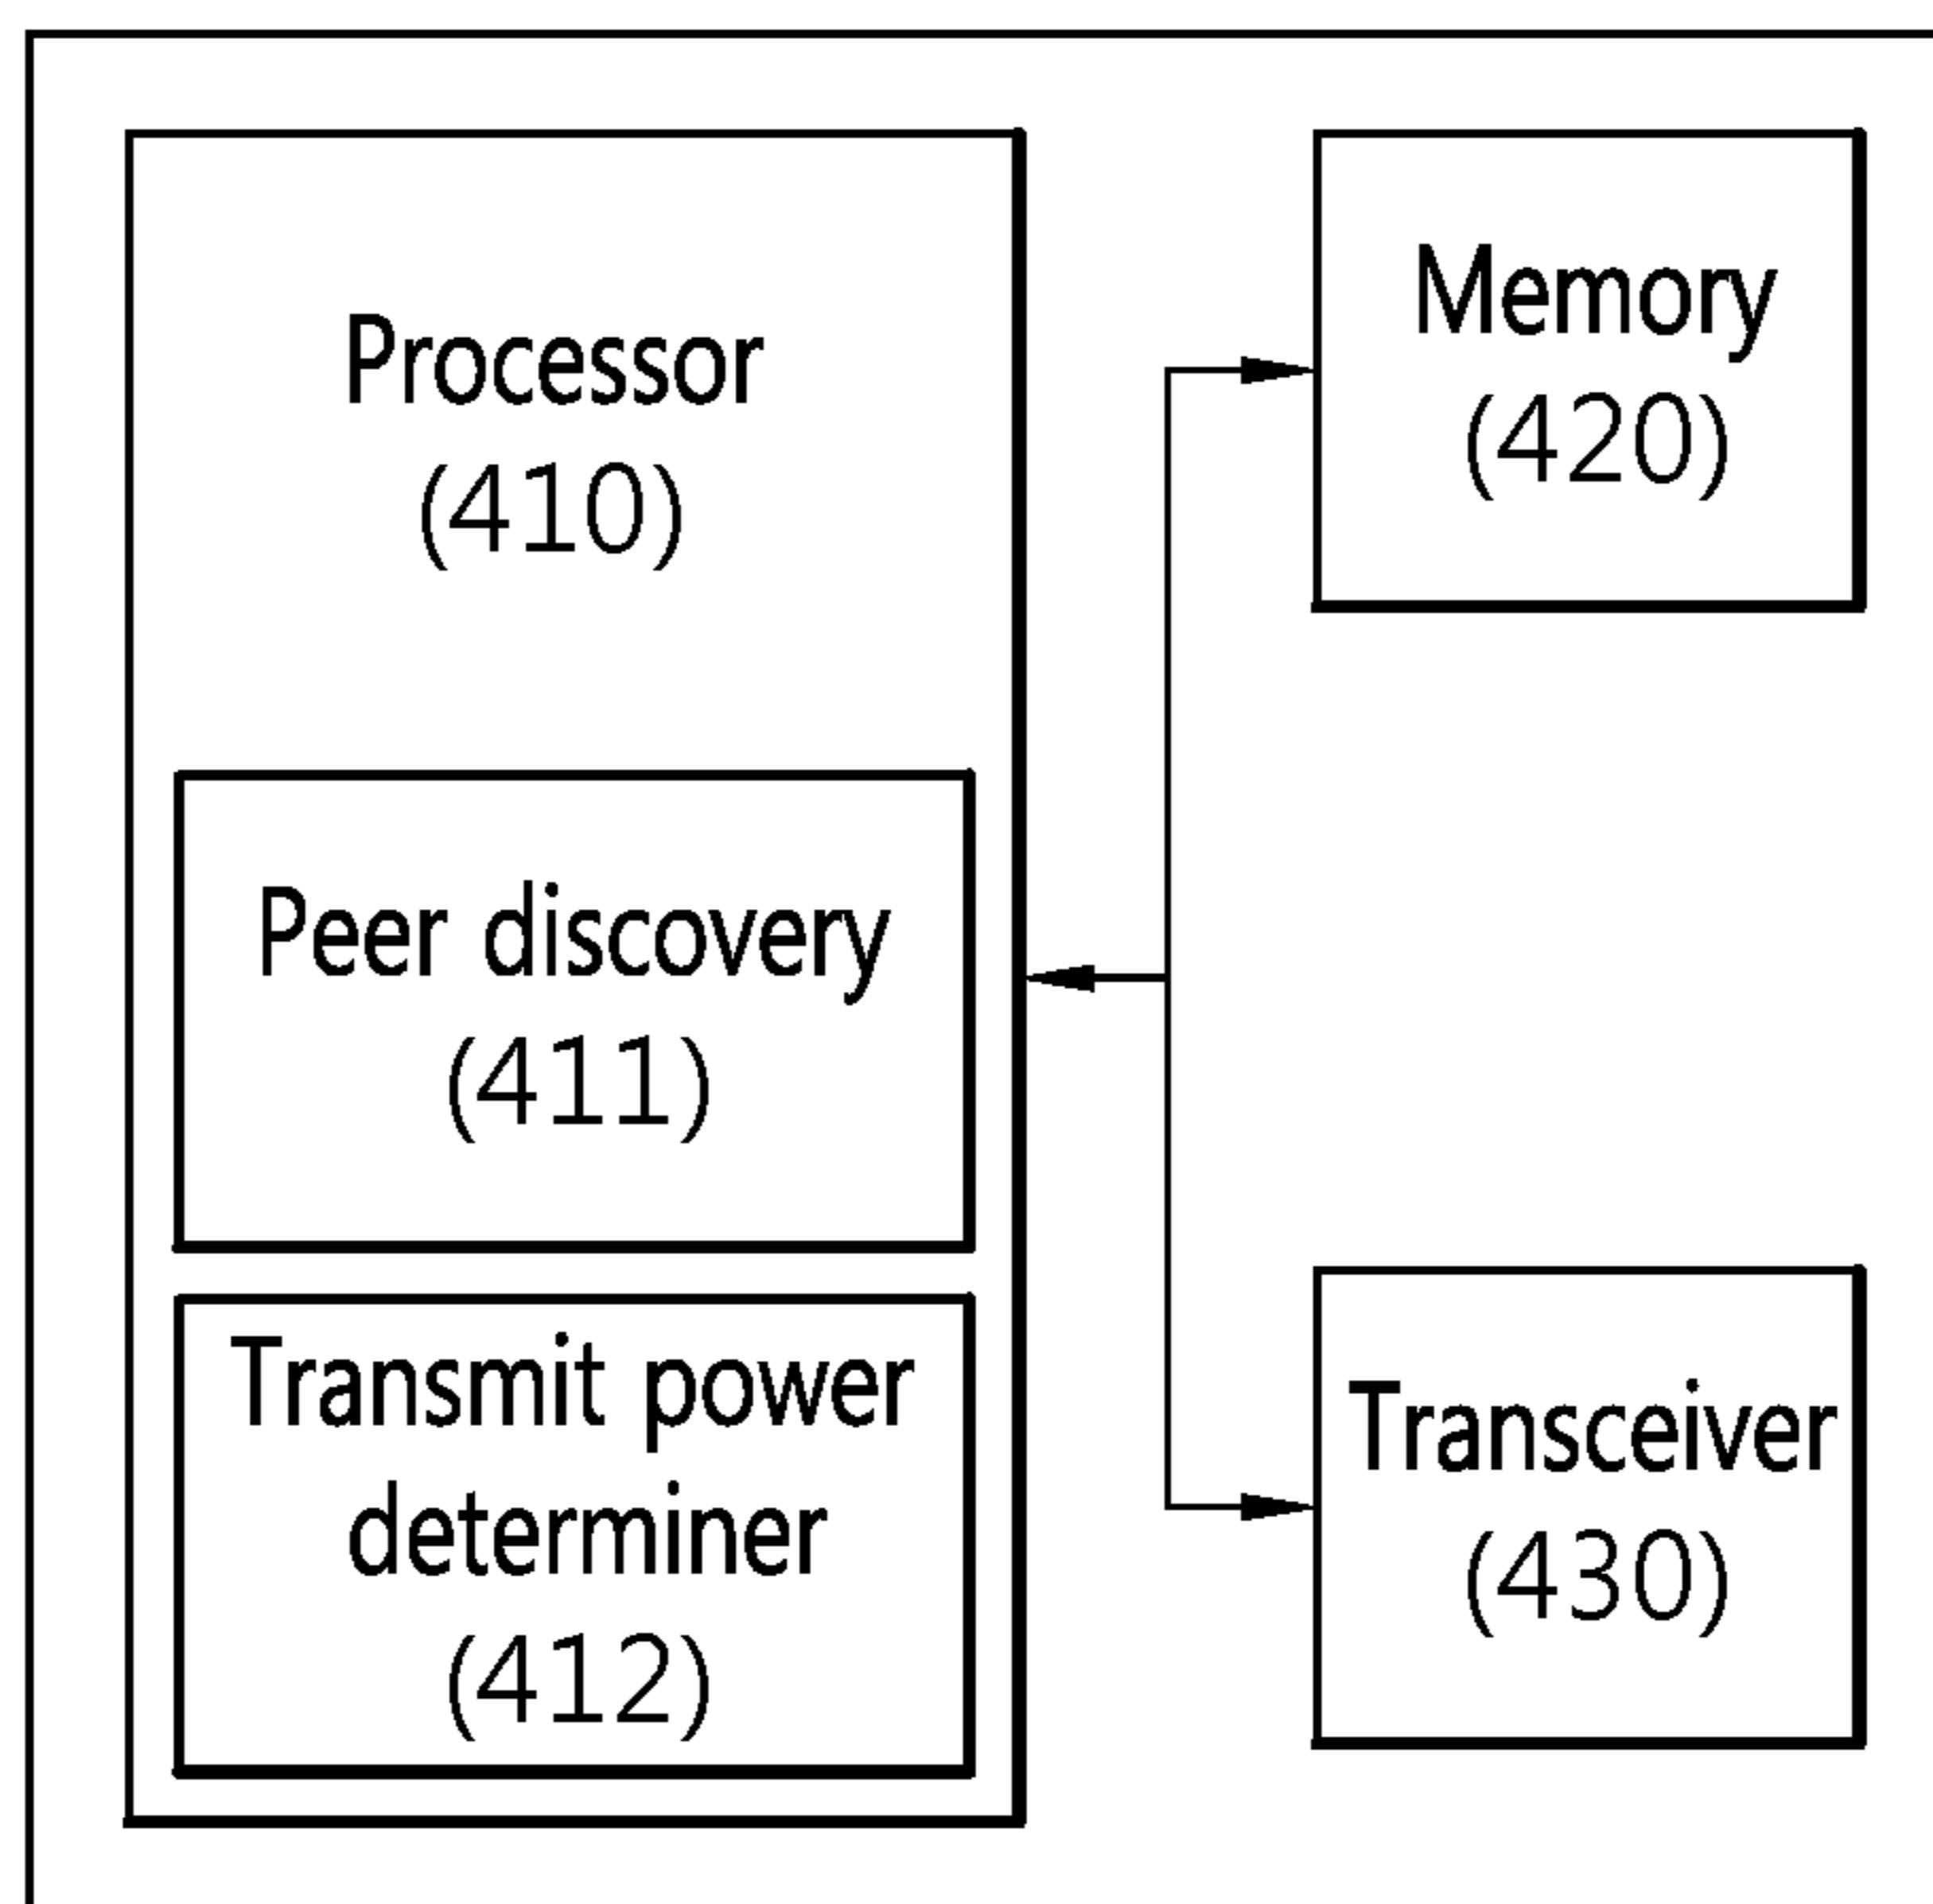 Processor
(410)
Peer discovery
(411)
Transmit power
determiner
(412)
Memory
(420)
Transceiver
(430)